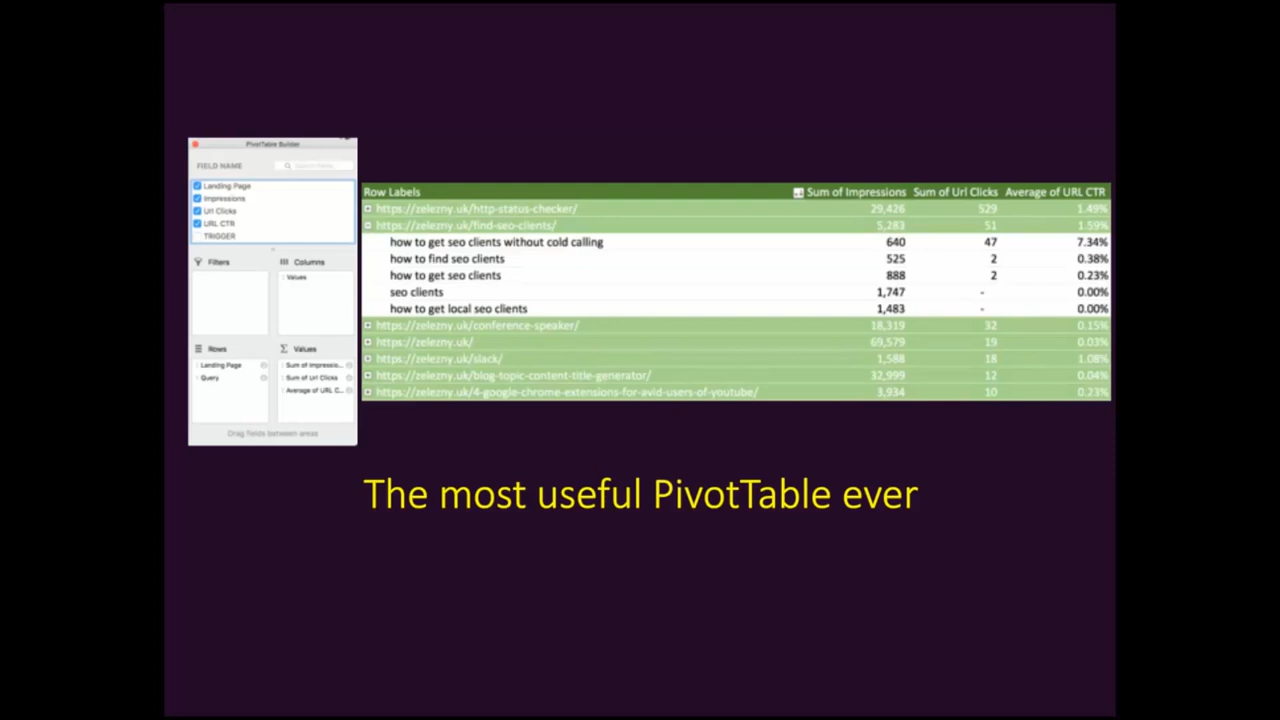 PivotTable Builder
FIELD NAME
Landing Page
Impressions
Url Clicks
URL CTR
TRIGGER
Filters
Columns
Values
Rows
Values
Landing Page
Query
Sum of Impressio...
Sum of Url Clicks
Average of URL C...
Drag fields between areas
Row Labels Sum of Impressions Sum of Url Clicks Average of URL CTR
https://zelezny.uk/http-status-checker/ 29,426 529 1.49%
https://zelezny.uk/find-seo-clients/ 5,283 51 1.59%
how to get seo clients without cold calling 640 47 7.34%
how to find seo clients 525 2 0.38%
how to get seo clients 888 2 0.23%
seo clients 1,747 - 0.00%
how to get local seo clients 1,483 - 0.00%
https://zelezny.uk/conference-speaker/ 18,319 32 0.15%
https://zelezny.uk/ 69,579 19 0.03%
https://zelezny.uk/slack/ 1,588 18 1.08%
https://zelezny.uk/blog-topic-content-title-generator/ 32,999 12 0.04%
https://zelezny.uk/4-google-chrome-extensions-for-avid-users-of-youtube/ 3,934 10 0.23%
The most useful PivotTable ever